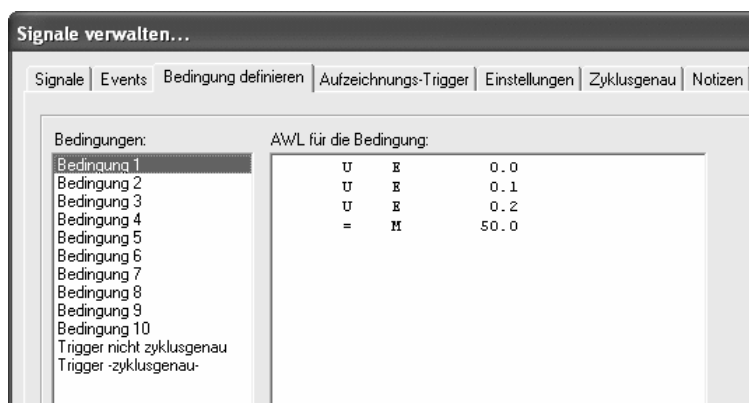 Signale verwalten...
Signale Events Bedingung definieren Aufzeichnungs-Trigger Einstellungen Zyklusgenau Notizen
Bedingungen:
Bedingung 1
Bedingung 2
Bedingung 3
Bedingung 4
Bedingung 5
Bedingung 6
Bedingung 7
Bedingung 8
Bedingung 9
Bedingung 10
Trigger nicht zyklusgenau
Trigger -zyklusgenau-
AWL für die Bedingung:
U E 0.0
U E 0.1
U E 0.2
= M 50.0